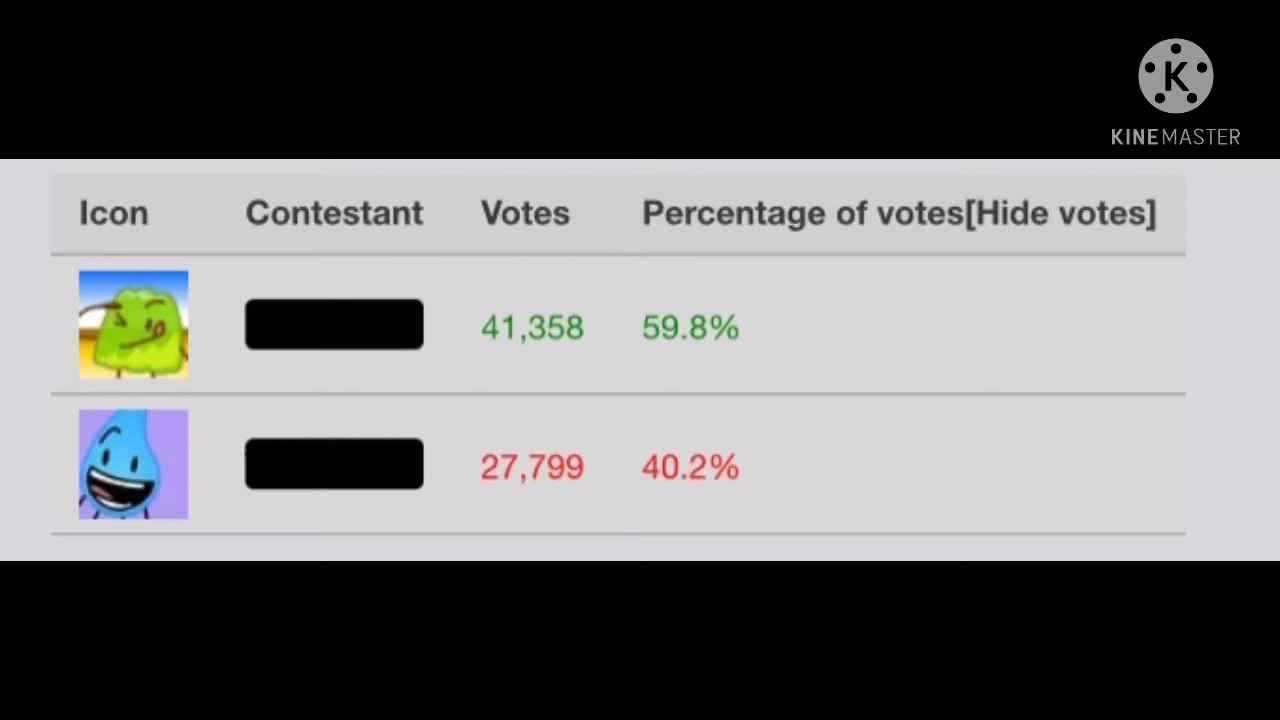 K
KINEMASTER
Icon Contestant Votes Percentage of votes[Hide votes]
41,358 59.8%
27,799 40.2%